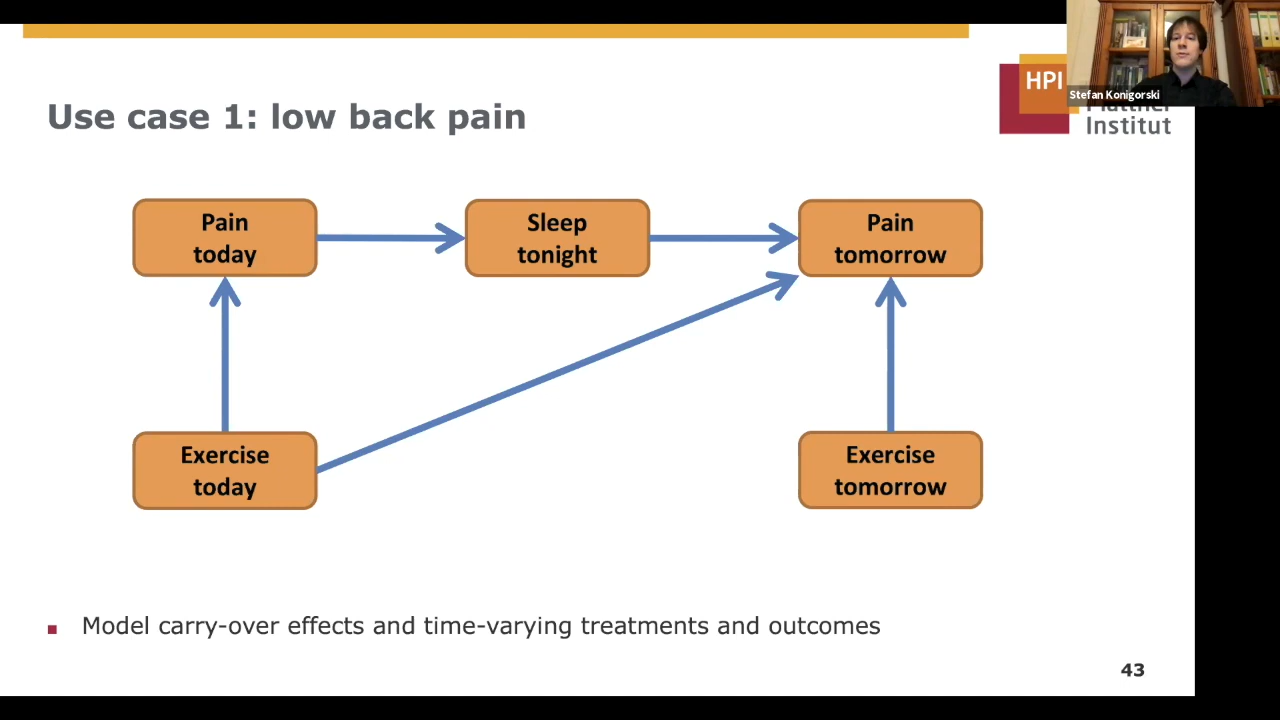 Use case 1: low back pain
HPI
Institut
Stefan Konigorski
Pain
today
Sleep
tonight
Pain
tomorrow
Exercise
today
Exercise
tomorrow
Model carry-over effects and time-varying treatments and outcomes
43